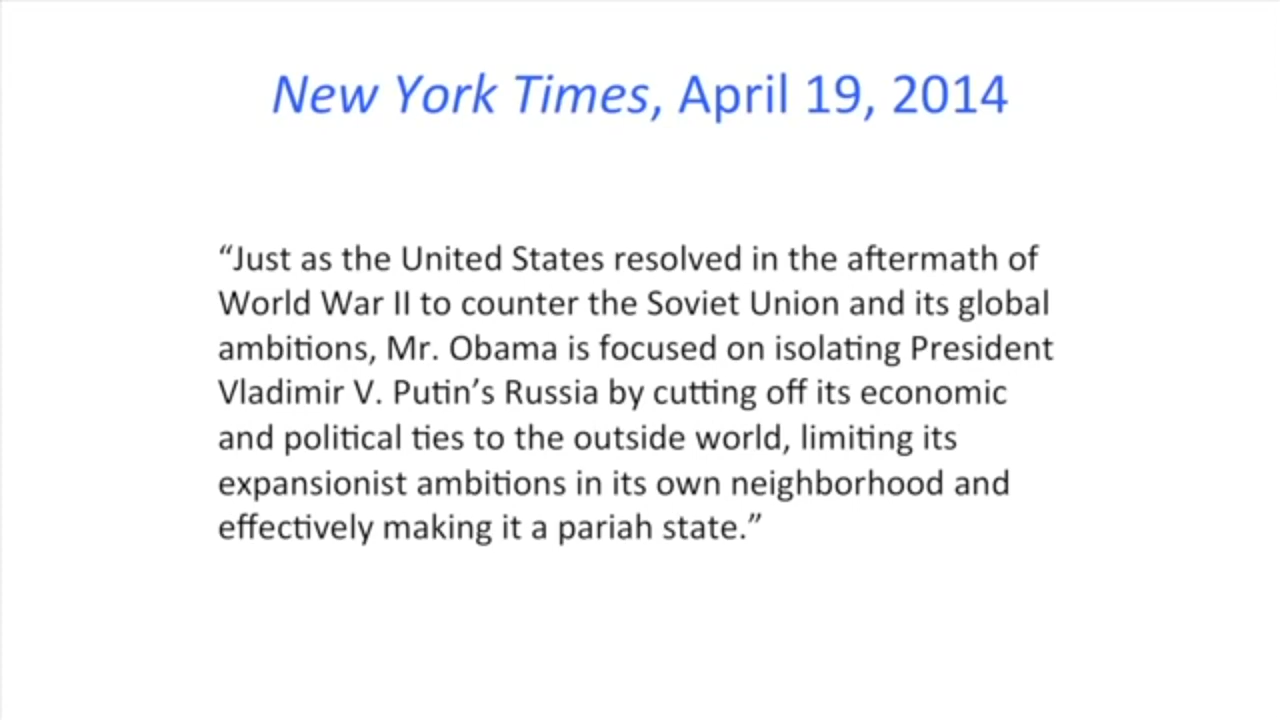 New York Times, April 19, 2014
“Just as the United States resolved in the aftermath of
World War II to counter the Soviet Union and its global
ambitions, Mr. Obama is focused on isolating President
Vladimir V. Putin’s Russia by cutting off its economic
and political ties to the outside world, limiting its
expansionist ambitions in its own neighborhood and
effectively making it a pariah state.”